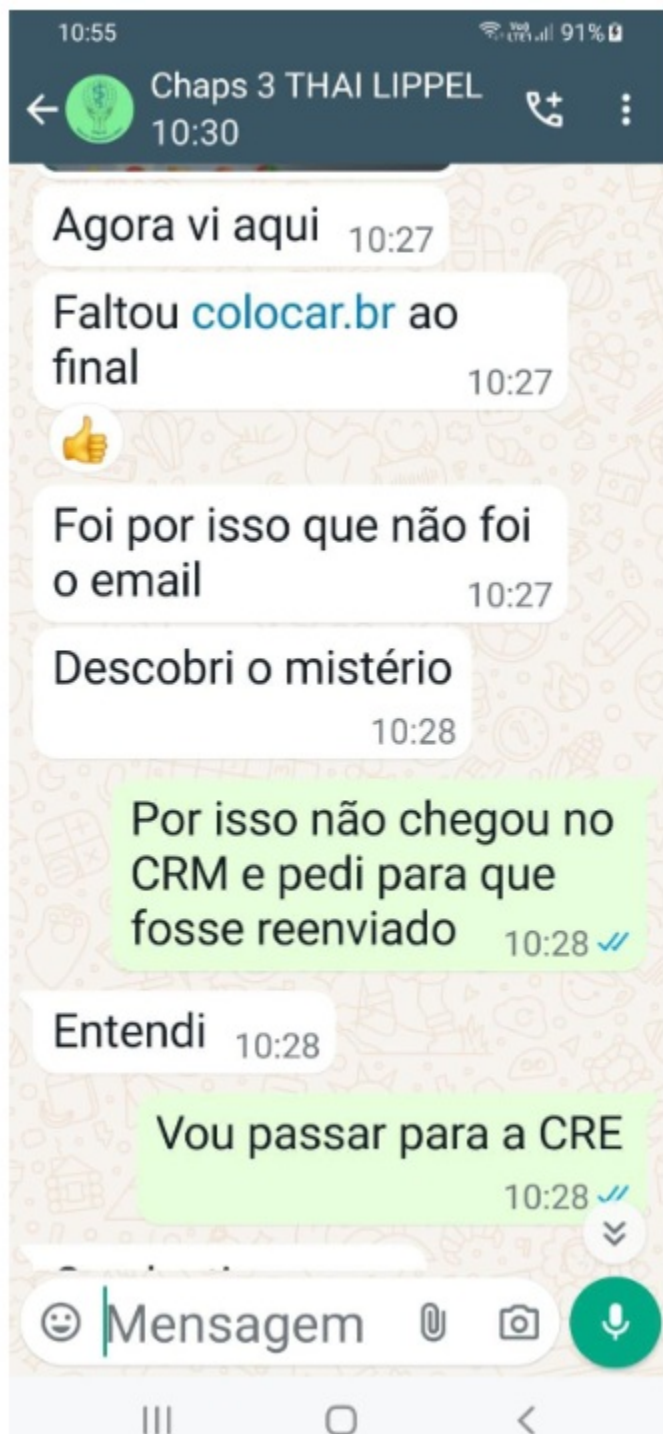 10:55
91%
Chaps 3 THAI LIPPEL
10:30
Agora vi aqui 10:27
Faltou colocar.br ao
final 10:27
Foi por isso que não foi
o email 10:27
Descobri o mistério
10:28
Por isso não chegou no
CRM e pedi para que
fosse reenviado 10:28
Entendi 10:28
Vou passar para a CRE
10:28
Mensagem